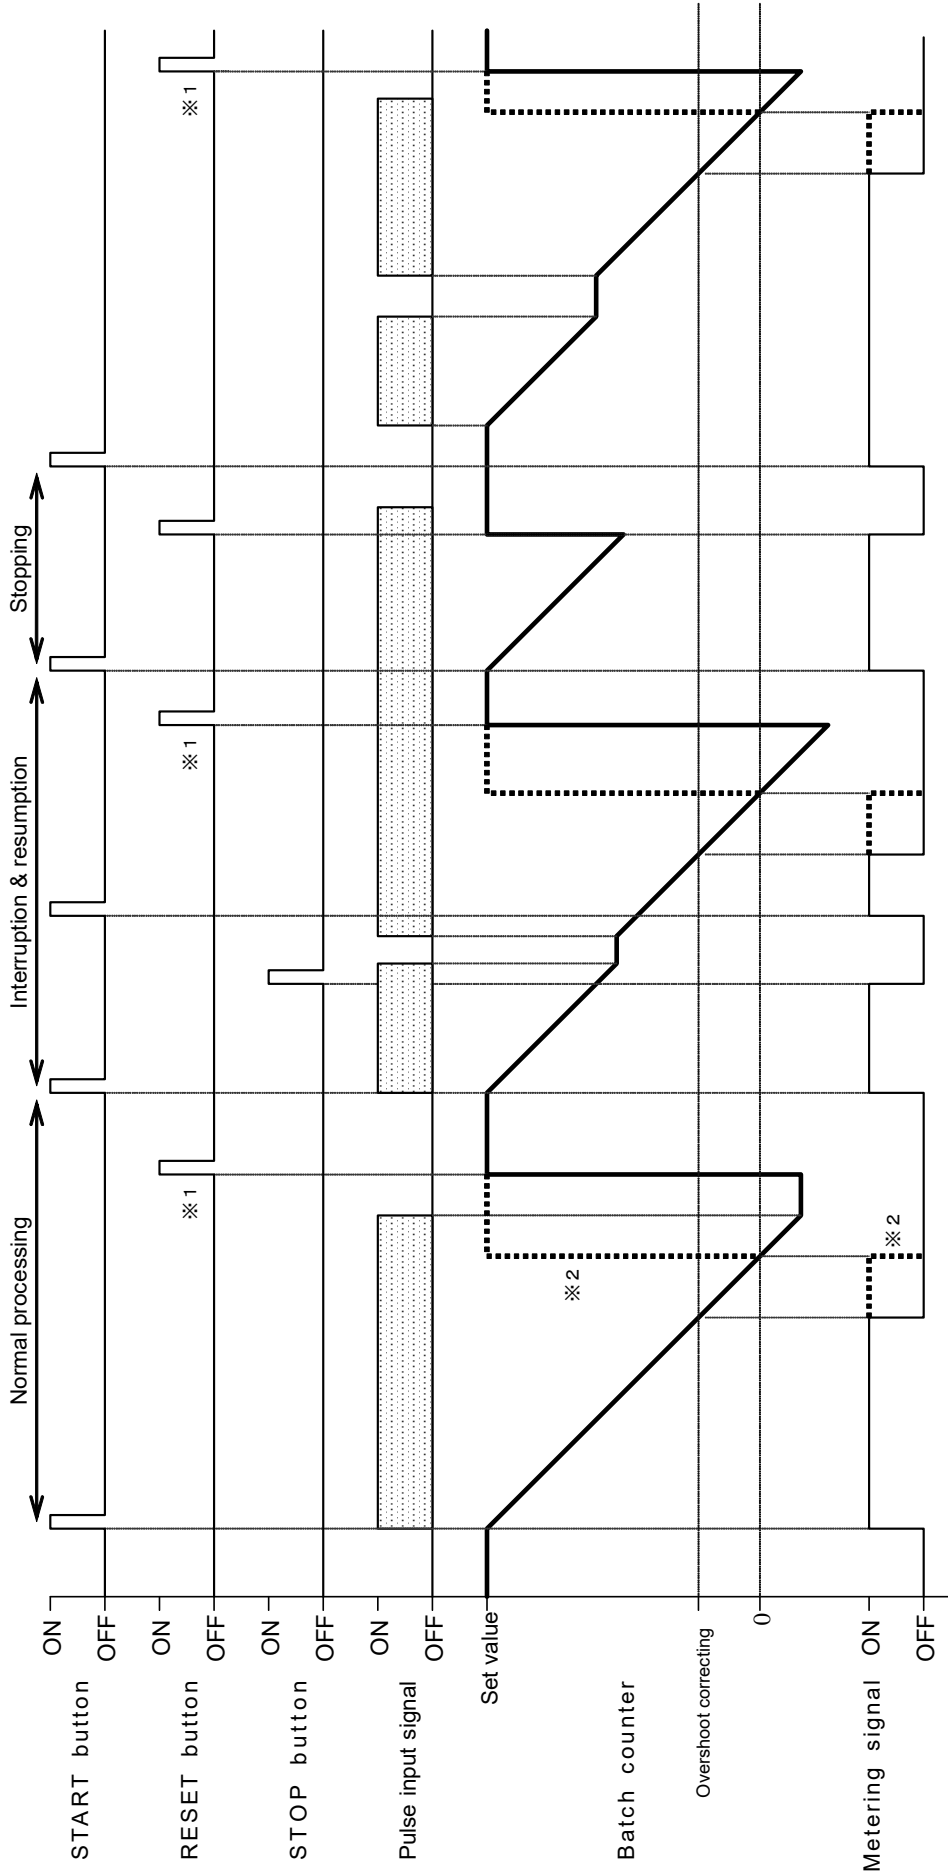 Normal processing
Interruption & resumption
Stopping
START button
ON
OFF
RESET button
ON
OFF
※1
※1
※1
STOP button
ON
OFF
Pulse input signal
ON
OFF
Set value
Batch counter
※2
Overshoot correcting
0
Metering signal
ON
OFF
※2